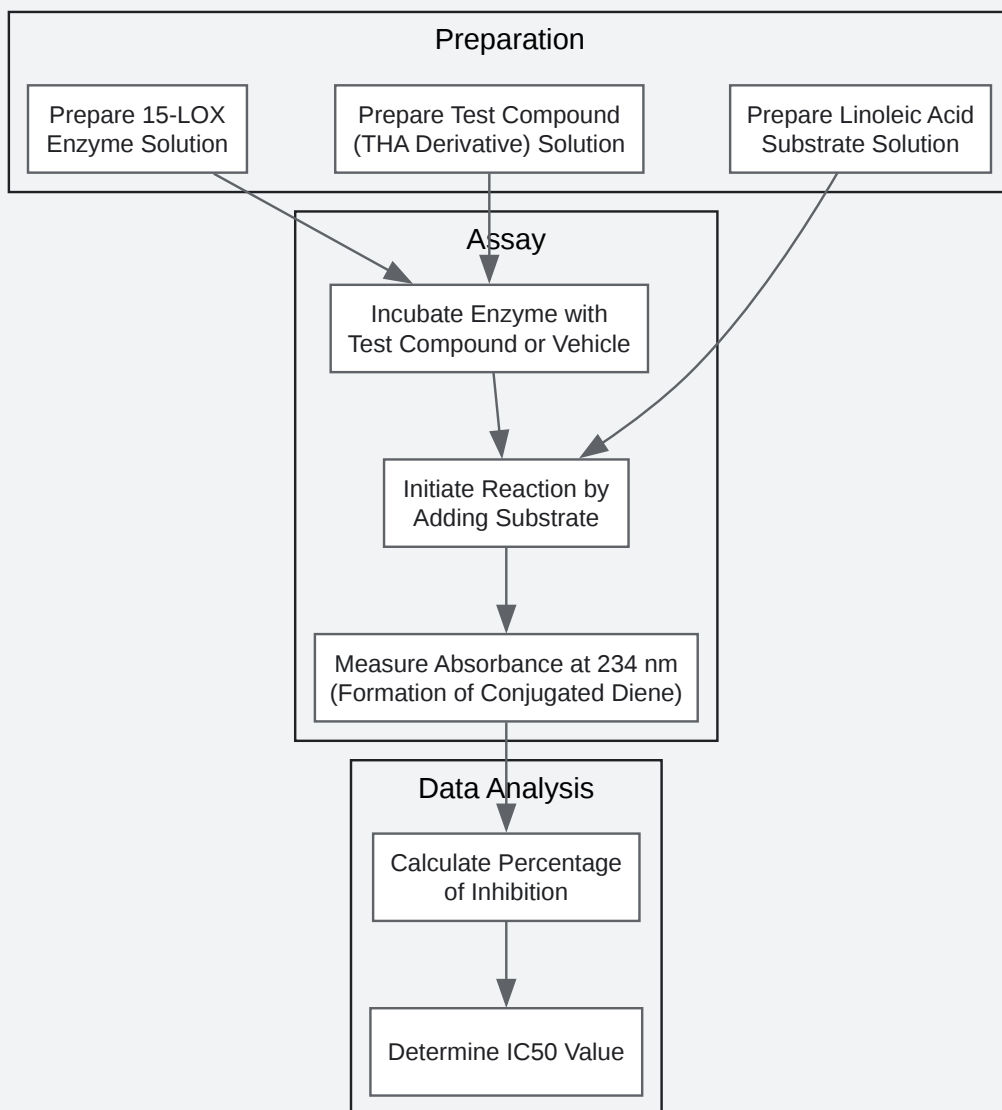 Preparation
Prepare 15-LOX
Enzyme Solution
Prepare Test Compound
(THA Derivative) Solution
Prepare Linoleic Acid
Substrate Solution
Assay
Incubate Enzyme with
Test Compound or Vehicle
Initiate Reaction by
Adding Substrate
Measure Absorbance at 234 nm
(Formation of Conjugated Diene)
Data Analysis
Calculate Percentage
of Inhibition
Determine IC50 Value